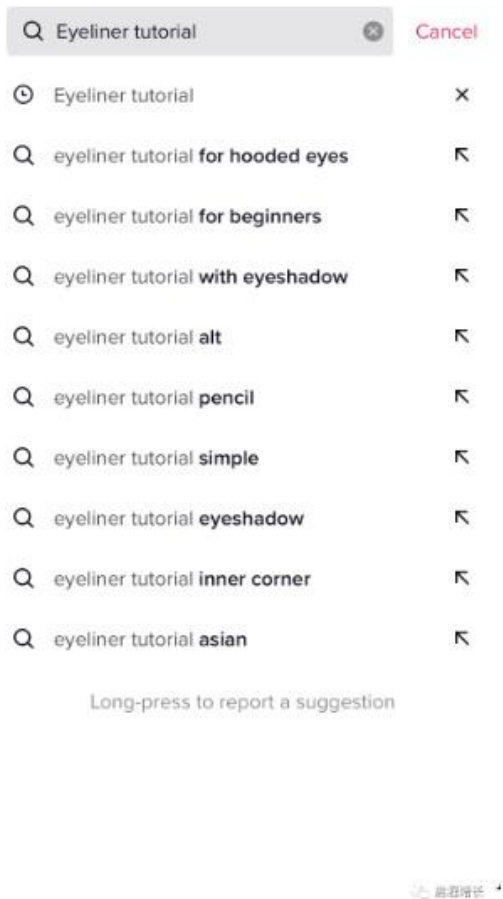 Eyeliner tutorial
Cancel
Eyeliner tutorial
eyeliner tutorial for hooded eyes
eyeliner tutorial for beginners
eyeliner tutorial with eyeshadow
eyeliner tutorial alt
eyeliner tutorial pencil
eyeliner tutorial simple
eyeliner tutorial eyeshadow
eyeliner tutorial inner corner
eyeliner tutorial asian
Long-press to report a suggestion